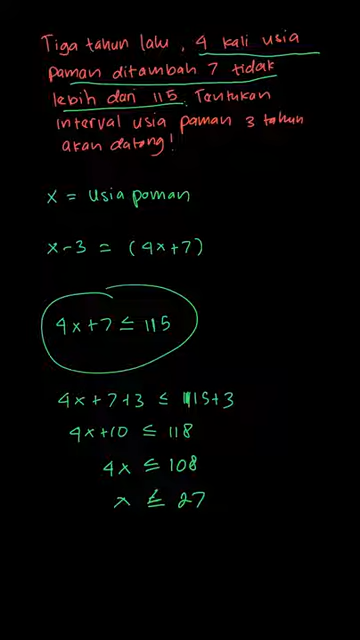 Tiga tahun lalu, 4 kali usia
paman ditambah 7 tidak
lebih dari 115. Tentukan
interval usia paman 3 tahun
akan datang!
x = usia paman
x - 3 = (4x+7)
4x+7 ≤ 115
4x+7+3 ≤ 115+3
4x+10 ≤ 118
4x ≤ 108
x ≤ 27